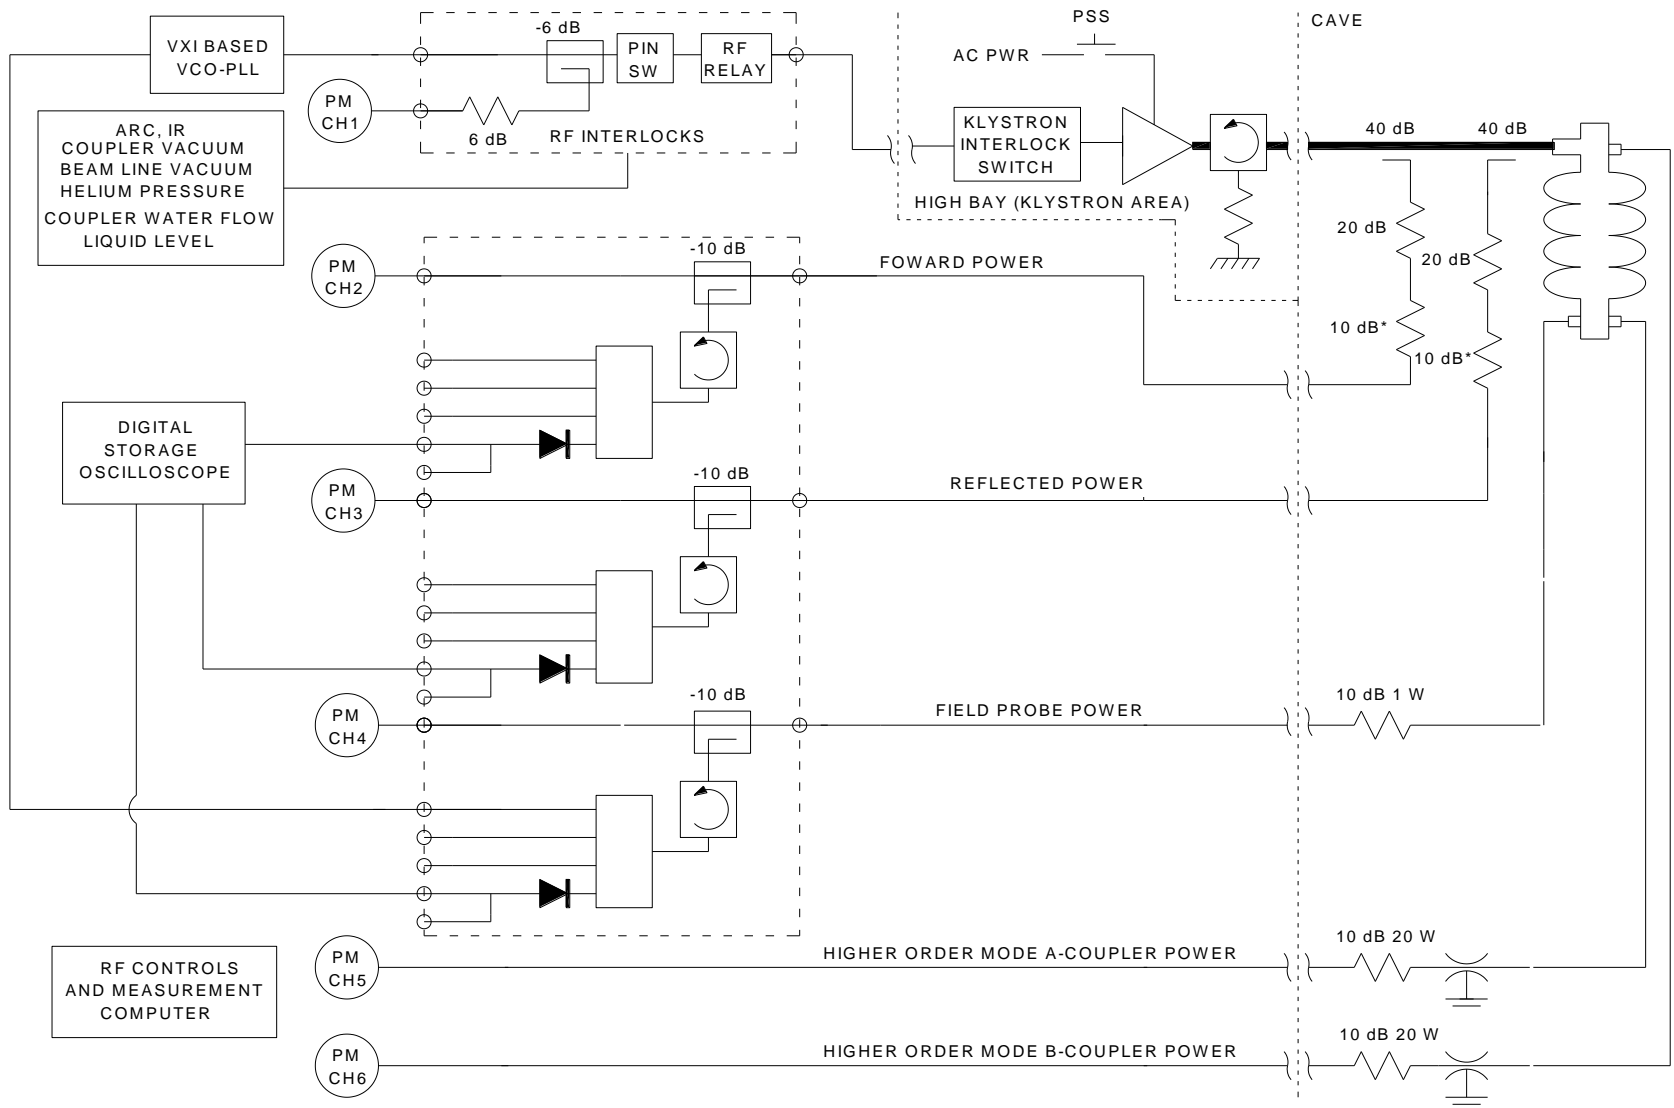 VXI BASED
VCO-PLL
-6 dB
PIN
SW
RF
RELAY
PM
CH1
6 dB
RF INTERLOCKS
ARC, IR
COUPLER VACUUM
BEAM LINE VACUUM
HELIUM PRESSURE
COUPLER WATER FLOW
LIQUID LEVEL
PSS
AC PWR
CAVE
KLYSTRON
INTERLOCK
SWITCH
HIGH BAY (KLYSTRON AREA)
40 dB
40 dB
20 dB
20 dB
10 dB*
10 dB*
PM
CH2
-10 dB
FOWARD POWER
DIGITAL
STORAGE
OSCILLOSCOPE
PM
CH3
-10 dB
REFLECTED POWER
PM
CH4
-10 dB
FIELD PROBE POWER
10 dB 1 W
RF CONTROLS
AND MEASUREMENT
COMPUTER
PM
CH5
HIGHER ORDER MODE A-COUPLER POWER
10 dB 20 W
PM
CH6
HIGHER ORDER MODE B-COUPLER POWER
10 dB 20 W